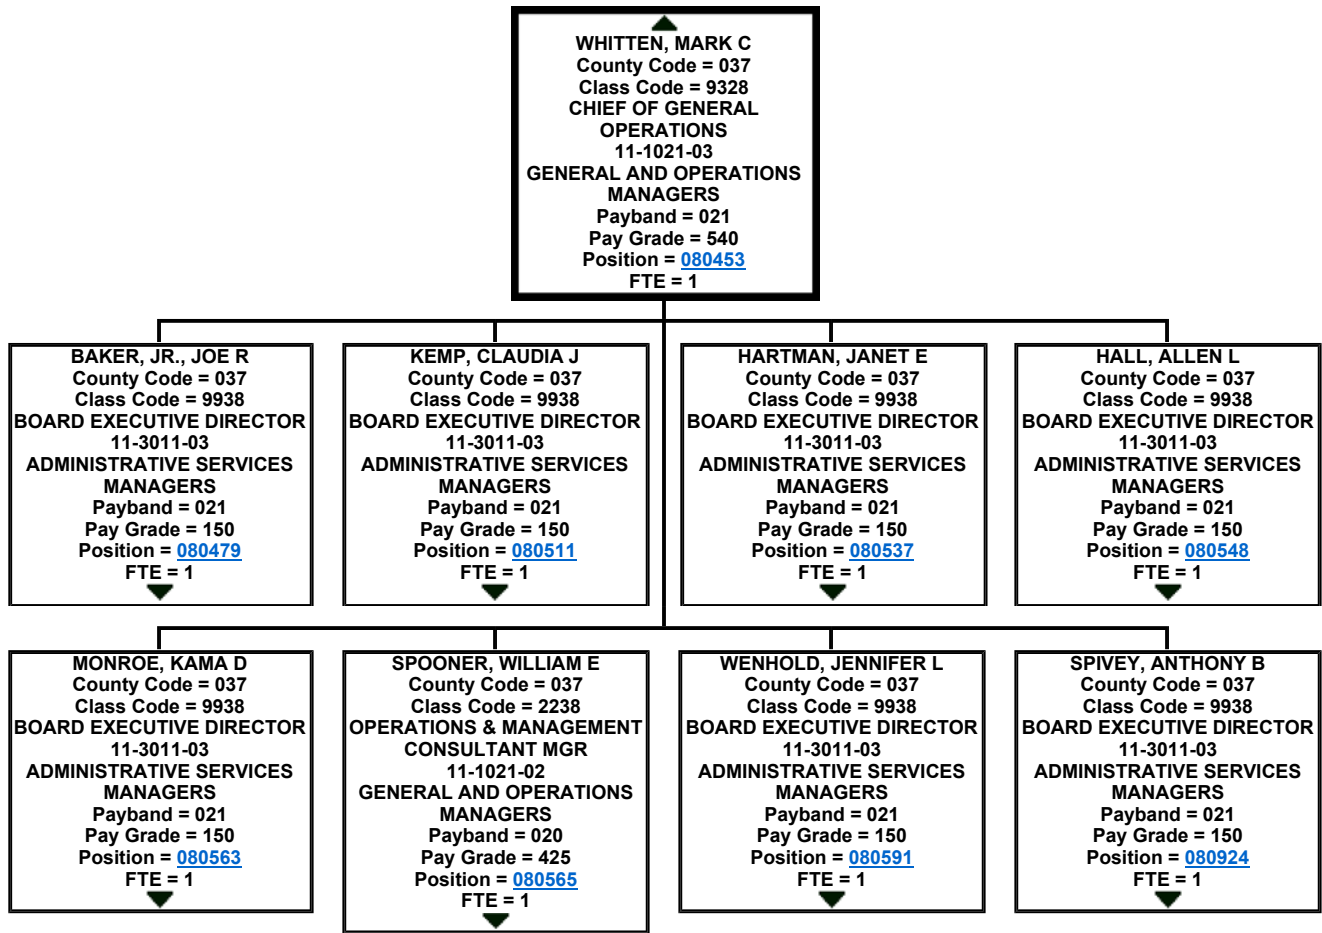 WHITTEN, MARK C
County Code = 037
Class Code = 9328
CHIEF OF GENERAL
OPERATIONS
11-1021-03
GENERAL AND OPERATIONS
MANAGERS
Payband = 021
Pay Grade = 540
Position = 080453
FTE = 1
BAKER, JR., JOE R
County Code = 037
Class Code = 9938
BOARD EXECUTIVE DIRECTOR
11-3011-03
ADMINISTRATIVE SERVICES
MANAGERS
Payband = 021
Pay Grade = 150
Position = 080479
FTE = 1
KEMP, CLAUDIA J
County Code = 037
Class Code = 9938
BOARD EXECUTIVE DIRECTOR
11-3011-03
ADMINISTRATIVE SERVICES
MANAGERS
Payband = 021
Pay Grade = 150
Position = 080511
FTE = 1
HARTMAN, JANET E
County Code = 037
Class Code = 9938
BOARD EXECUTIVE DIRECTOR
11-3011-03
ADMINISTRATIVE SERVICES
MANAGERS
Payband = 021
Pay Grade = 150
Position = 080537
FTE = 1
HALL, ALLEN L
County Code = 037
Class Code = 9938
BOARD EXECUTIVE DIRECTOR
11-3011-03
ADMINISTRATIVE SERVICES
MANAGERS
Payband = 021
Pay Grade = 150
Position = 080548
FTE = 1
MONROE, KAMA D
County Code = 037
Class Code = 9938
BOARD EXECUTIVE DIRECTOR
11-3011-03
ADMINISTRATIVE SERVICES
MANAGERS
Payband = 021
Pay Grade = 150
Position = 080563
FTE = 1
SPOONER, WILLIAM E
County Code = 037
Class Code = 2238
OPERATIONS & MANAGEMENT
CONSULTANT MGR
11-1021-02
GENERAL AND OPERATIONS
MANAGERS
Payband = 020
Pay Grade = 425
Position = 080565
FTE = 1
WENHOLD, JENNIFER L
County Code = 037
Class Code = 9938
BOARD EXECUTIVE DIRECTOR
11-3011-03
ADMINISTRATIVE SERVICES
MANAGERS
Payband = 021
Pay Grade = 150
Position = 080591
FTE = 1
SPIVEY, ANTHONY B
County Code = 037
Class Code = 9938
BOARD EXECUTIVE DIRECTOR
11-3011-03
ADMINISTRATIVE SERVICES
MANAGERS
Payband = 021
Pay Grade = 150
Position = 080924
FTE = 1